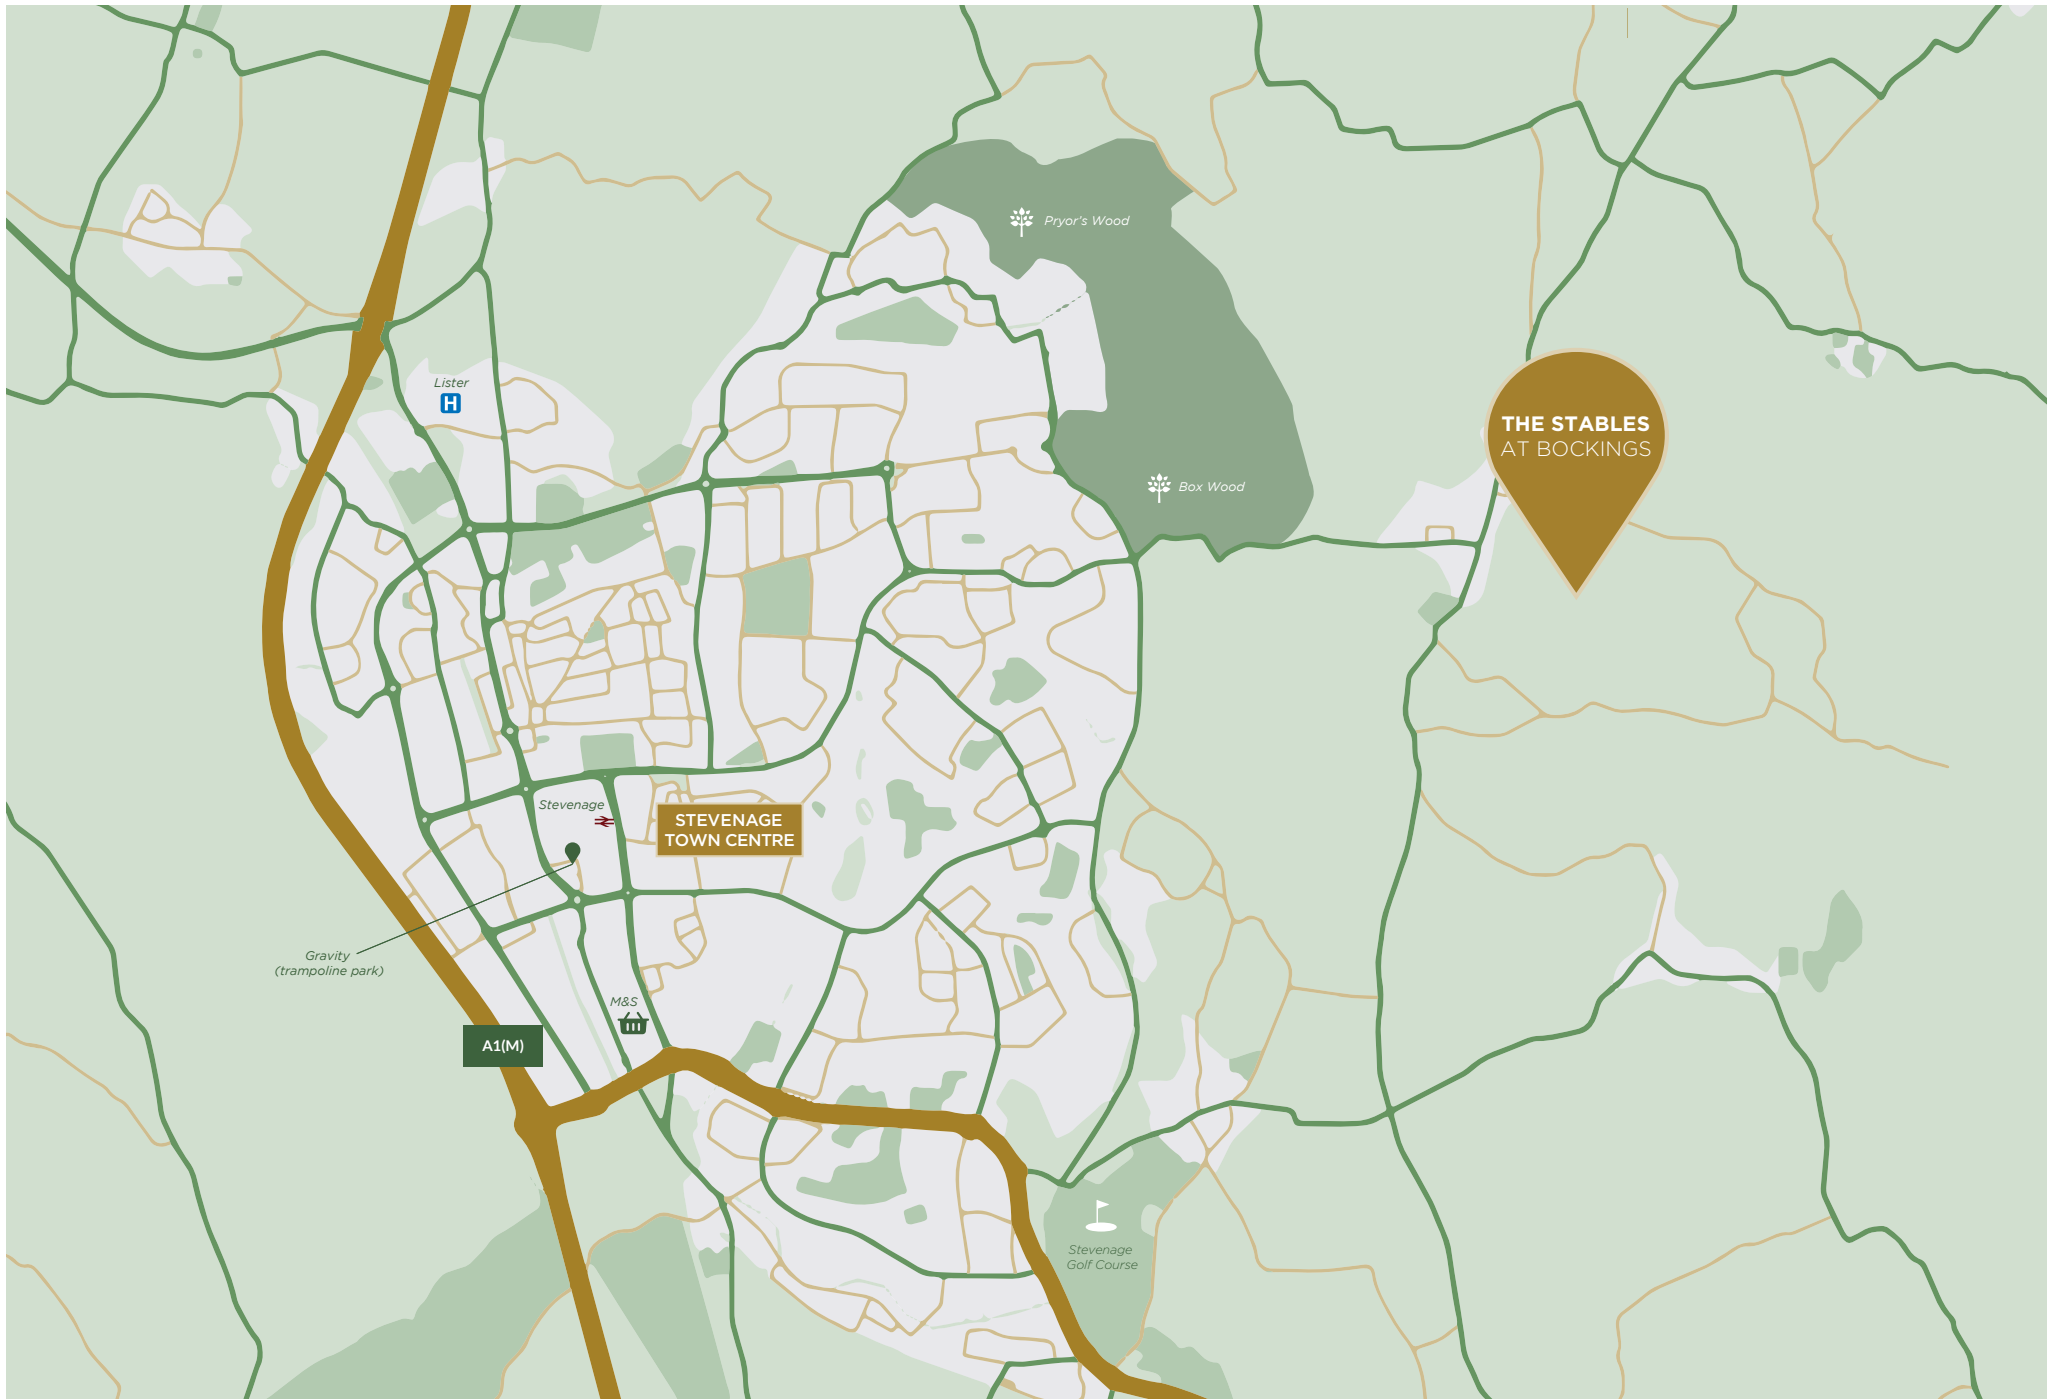 Pryor's Wood
Lister
H
THE STABLES
AT BOCKINGS
Box Wood
Stevenage
STEVENAGE
TOWN CENTRE
Gravity
(trampoline park)
M&S
A1(M)
Stevenage
Golf Course